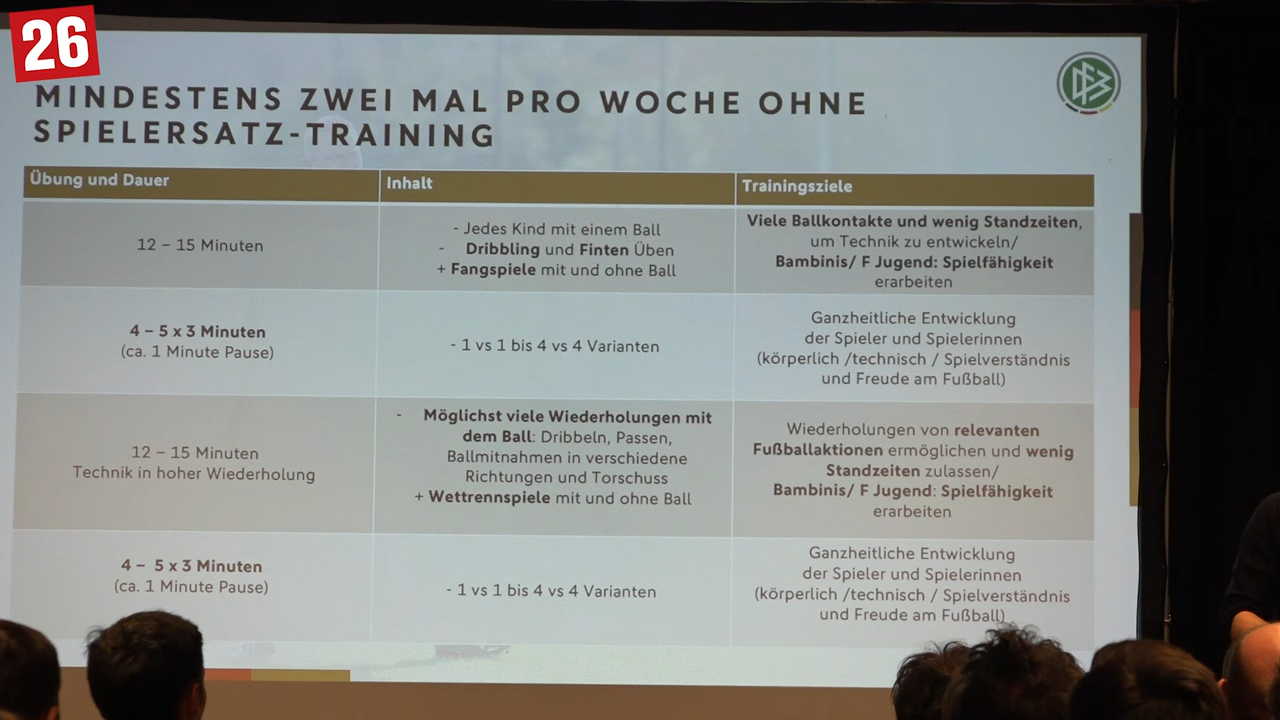 26
DFB
MINDESTENS ZWEI MAL PRO WOCHE OHNE
SPIELERSATZ-TRAINING
Übung und Dauer
Inhalt
Trainingsziele
12 – 15 Minuten
- Jedes Kind mit einem Ball
- Dribbling und Finten Üben
+ Fangspiele mit und ohne Ball
Viele Ballkontakte und wenig Standzeiten,
um Technik zu entwickeln/
Bambinis/ F Jugend: Spielfähigkeit
erarbeiten
4 – 5 x 3 Minuten
(ca. 1 Minute Pause)
- 1 vs 1 bis 4 vs 4 Varianten
Ganzheitliche Entwicklung
der Spieler und Spielerinnen
(körperlich /technisch / Spielverständnis
und Freude am Fußball)
12 – 15 Minuten
Technik in hoher Wiederholung
- Möglichst viele Wiederholungen mit
dem Ball: Dribbeln, Passen,
Ballmitnahmen in verschiedene
Richtungen und Torschuss
+ Wettrennspiele mit und ohne Ball
Wiederholungen von relevanten
Fußballaktionen ermöglichen und wenig
Standzeiten zulassen/
Bambinis/ F Jugend: Spielfähigkeit
erarbeiten
4 – 5 x 3 Minuten
(ca. 1 Minute Pause)
- 1 vs 1 bis 4 vs 4 Varianten
Ganzheitliche Entwicklung
der Spieler und Spielerinnen
(körperlich /technisch / Spielverständnis
und Freude am Fußball)